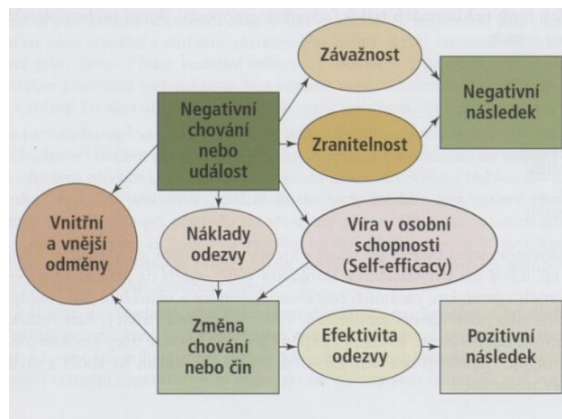 Závažnost
Negativní
chování
nebo
událost
Negativní
následek
Zranitelnost
Vnitřní
a vnější
odměny
Náklady
odezvy
Víra v osobní
schopnosti
(Self-efficacy)
Změna
chování
nebo čin
Efektivita
odezvy
Pozitivní
následek